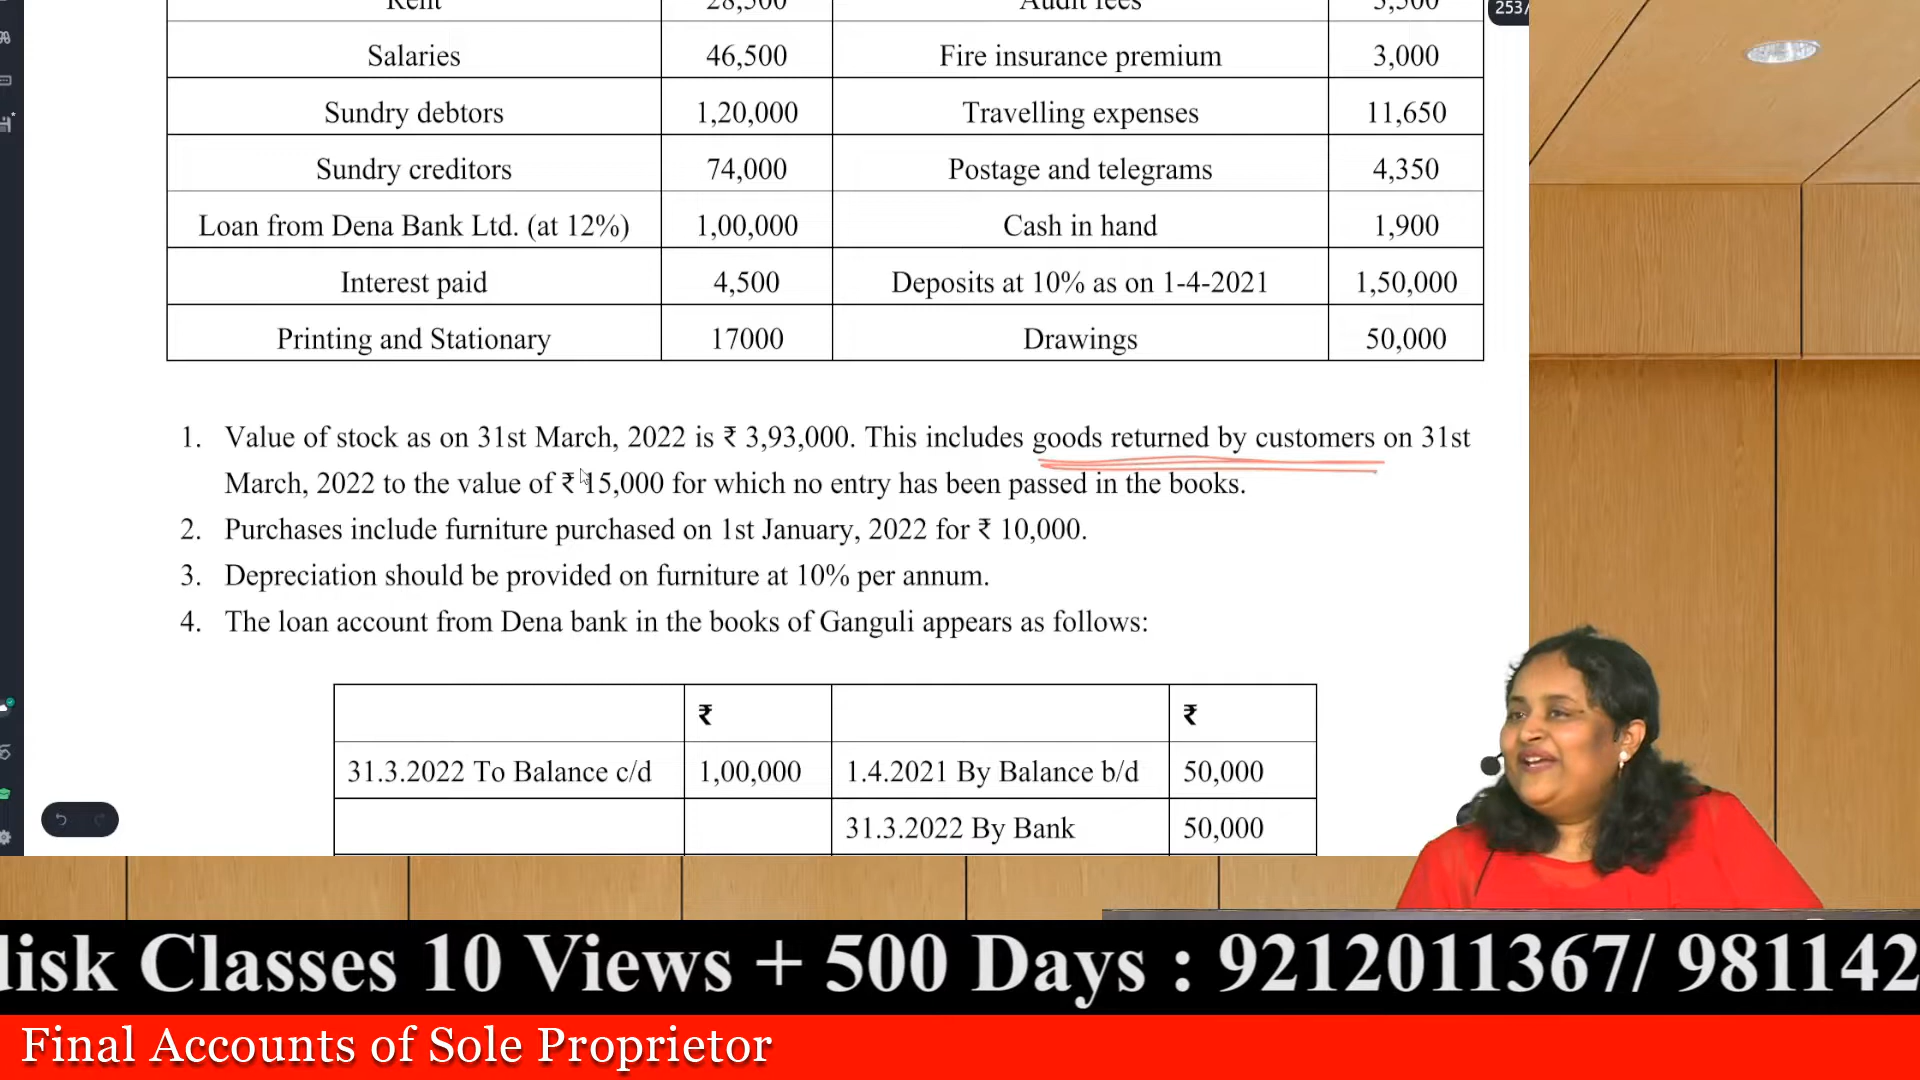 Rent 28,500 Audit fees 3,500
253/
Salaries 46,500 Fire insurance premium 3,000
Sundry debtors 1,20,000 Travelling expenses 11,650
Sundry creditors 74,000 Postage and telegrams 4,350
Loan from Dena Bank Ltd. (at 12%) 1,00,000 Cash in hand 1,900
Interest paid 4,500 Deposits at 10% as on 1-4-2021 1,50,000
Printing and Stationary 17000 Drawings 50,000
1. Value of stock as on 31st March, 2022 is ₹ 3,93,000. This includes goods returned by customers on 31st
March, 2022 to the value of ₹ 15,000 for which no entry has been passed in the books.
2. Purchases include furniture purchased on 1st January, 2022 for ₹ 10,000.
3. Depreciation should be provided on furniture at 10% per annum.
4. The loan account from Dena bank in the books of Ganguli appears as follows:
₹ ₹
31.3.2022 To Balance c/d 1,00,000 1.4.2021 By Balance b/d 50,000
31.3.2022 By Bank 50,000
disk Classes 10 Views + 500 Days : 9212011367/ 981142
Final Accounts of Sole Proprietor